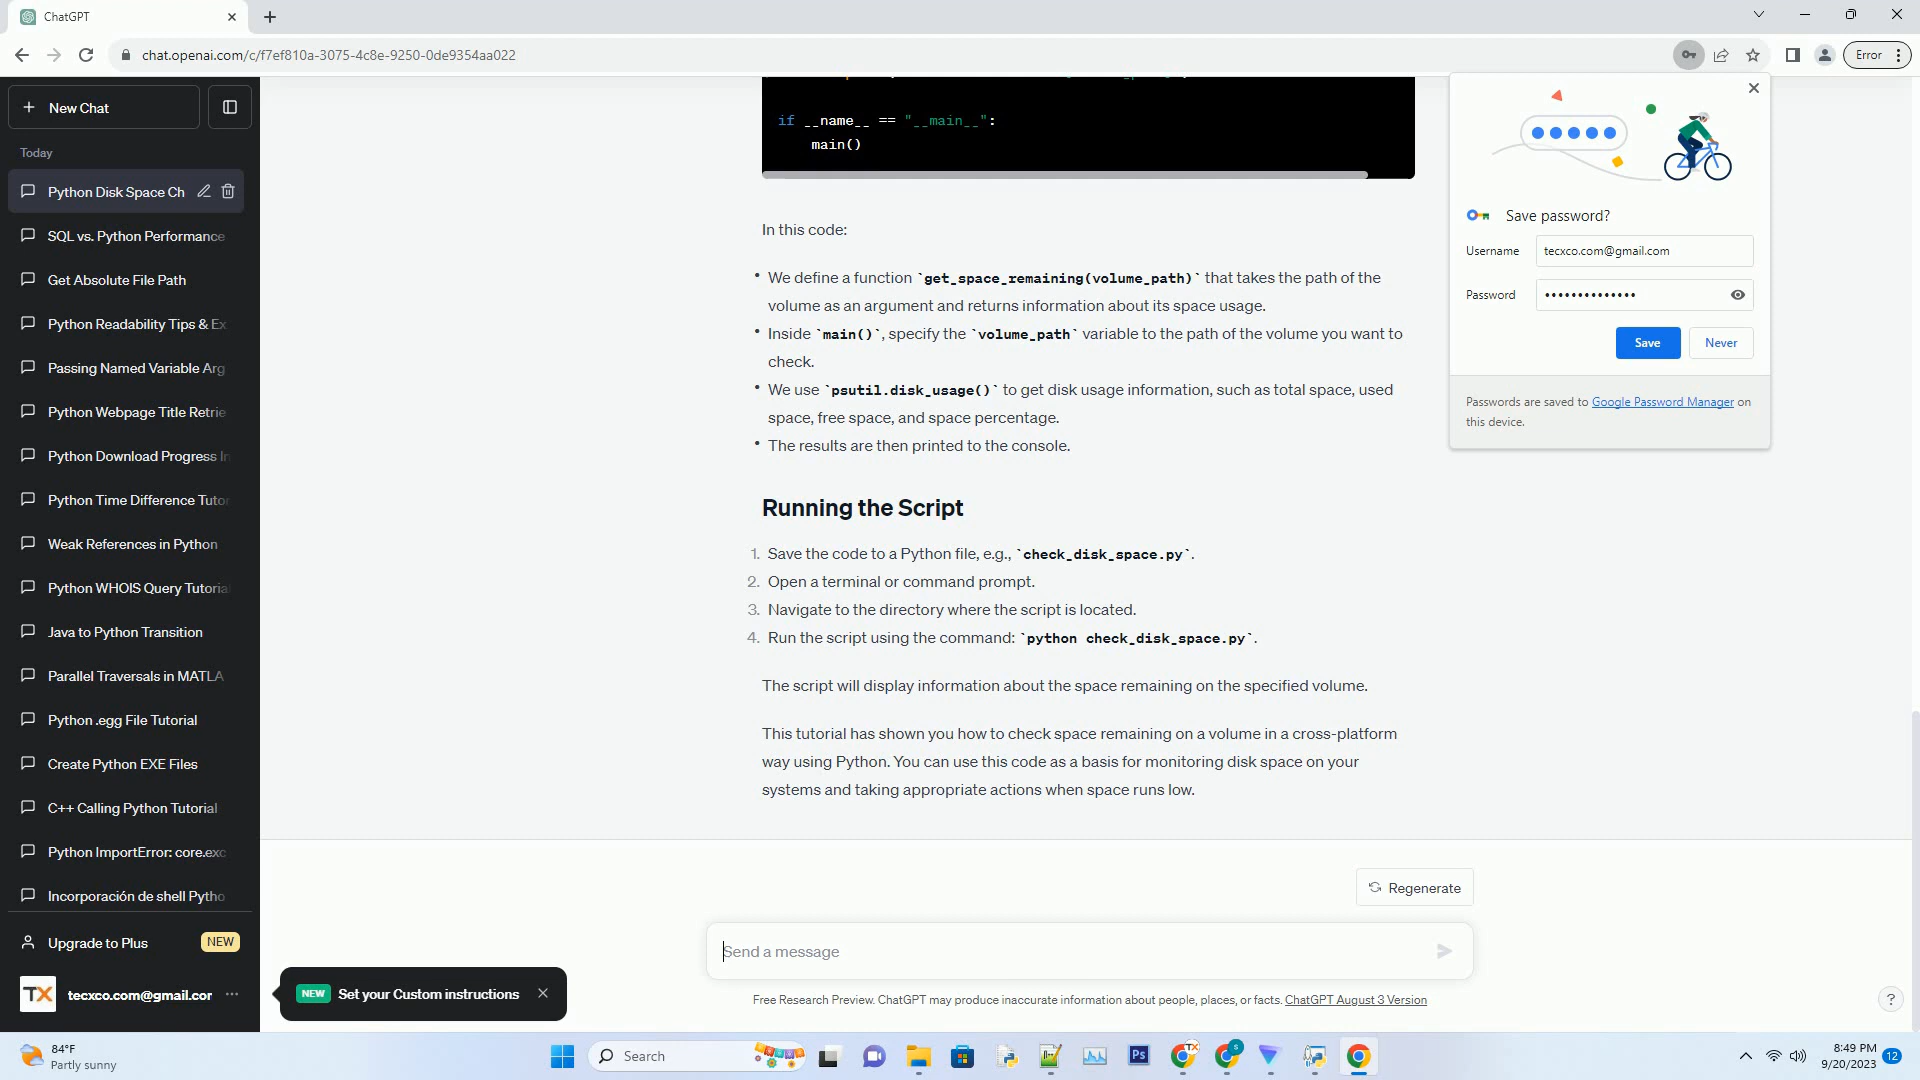 ChatGPT
chat.openai.com/c/f7ef810a-3075-4c8e-9250-0de9354aa022
Error
New Chat
Today
Python Disk Space Ch
SQL vs. Python Performance
Get Absolute File Path
Python Readability Tips & Ex
Passing Named Variable Arg
Python Webpage Title Retrie
Python Download Progress In
Python Time Difference Tutor
Weak References in Python
Python WHOIS Query Tutorial
Java to Python Transition
Parallel Traversals in MATLA
Python .egg File Tutorial
Create Python EXE Files
C++ Calling Python Tutorial
Python ImportError: core.exc
Incorporación de shell Pytho
Upgrade to Plus NEW
TX tecxco.com@gmail.cor ...
if __name__ == "__main__":
main()
In this code:
• We define a function `get_space_remaining(volume_path)` that takes the path of the
volume as an argument and returns information about its space usage.
• Inside `main()`, specify the `volume_path` variable to the path of the volume you want to
check.
• We use `psutil.disk_usage()` to get disk usage information, such as total space, used
space, free space, and space percentage.
• The results are then printed to the console.
Running the Script
1. Save the code to a Python file, e.g., `check_disk_space.py`.
2. Open a terminal or command prompt.
3. Navigate to the directory where the script is located.
4. Run the script using the command: `python check_disk_space.py`.
The script will display information about the space remaining on the specified volume.
This tutorial has shown you how to check space remaining on a volume in a cross-platform
way using Python. You can use this code as a basis for monitoring disk space on your
systems and taking appropriate actions when space runs low.
Regenerate
Send a message
NEW Set your Custom instructions
Free Research Preview. ChatGPT may produce inaccurate information about people, places, or facts. ChatGPT August 3 Version
?
Save password?
Username tecxco.com@gmail.com
Password ••••••••••••••
Save Never
Passwords are saved to Google Password Manager on
this device.
84°F
Partly sunny
Search
Ps
TX
S
8:49 PM
9/20/2023
12